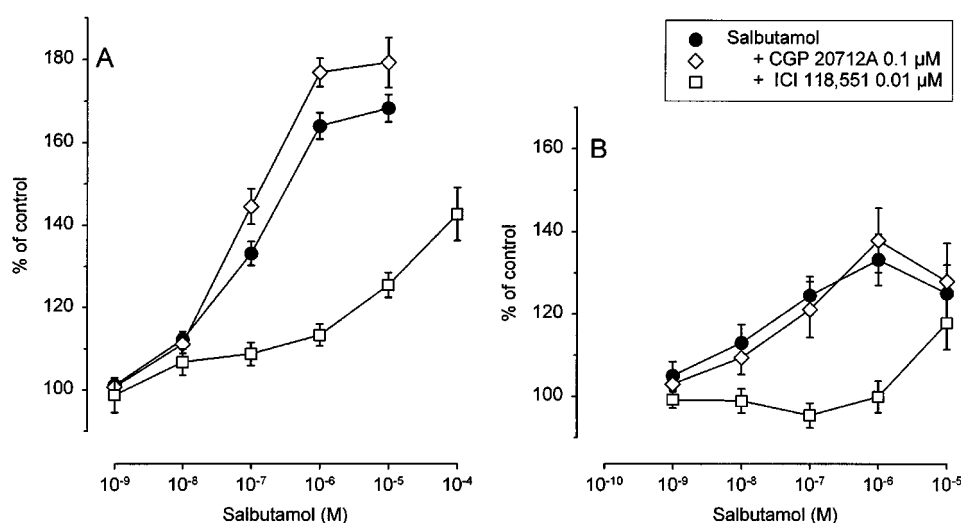 A
% of control
180
160
140
120
100
10⁻⁹ 10⁻⁸ 10⁻⁷ 10⁻⁶ 10⁻⁵ 10⁻⁴
Salbutamol (M)
Salbutamol
+ CGP 20712A 0.1 µM
+ ICI 118,551 0.01 µM
B
% of control
160
140
120
100
10⁻¹⁰ 10⁻⁹ 10⁻⁸ 10⁻⁷ 10⁻⁶ 10⁻⁵
Salbutamol (M)